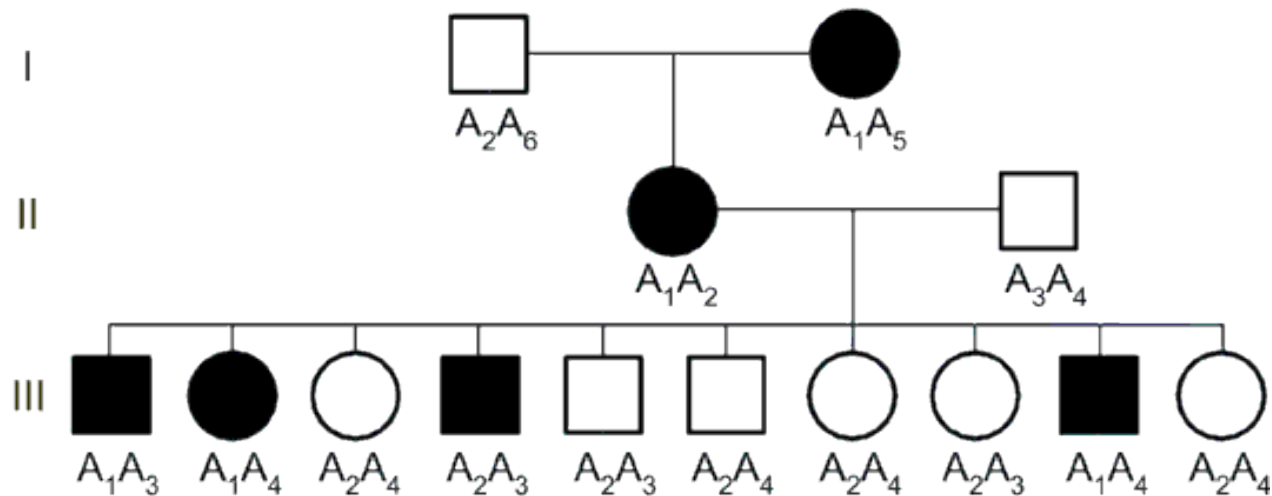 I
A₂A₆ A₁A₅
II
A₁A₂ A₃A₄
III
A₁A₃ A₁A₄ A₂A₄ A₂A₃ A₂A₃ A₂A₄ A₂A₄ A₂A₃ A₁A₄ A₂A₄